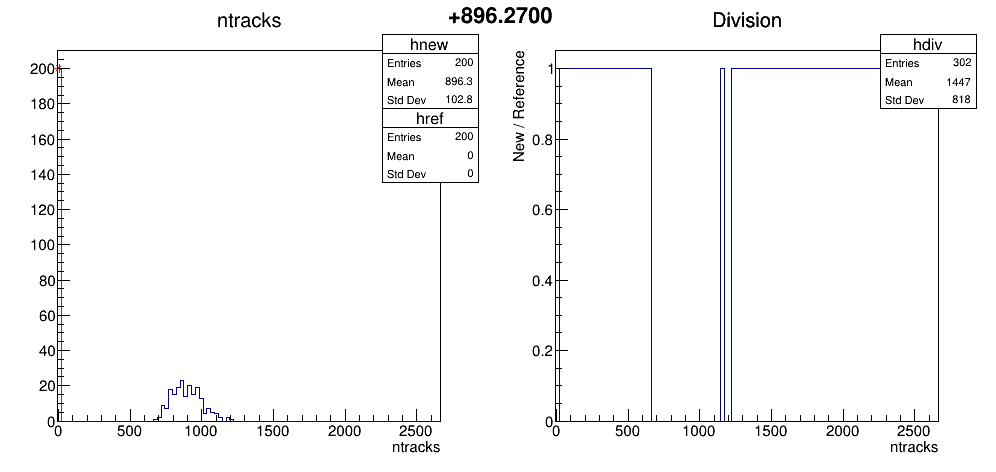 +896.2700
ntracks
hnew
Entries 200
Mean 896.3
Std Dev 102.8
href
Entries 200
Mean 0
Std Dev 0
200
180
160
140
120
100
80
60
40
20
0
0 500 1000 1500 2000 2500
ntracks
Division
hdiv
Entries 302
Mean 1447
Std Dev 818
New / Reference
1
0.8
0.6
0.4
0.2
0
0 500 1000 1500 2000 2500
ntracks